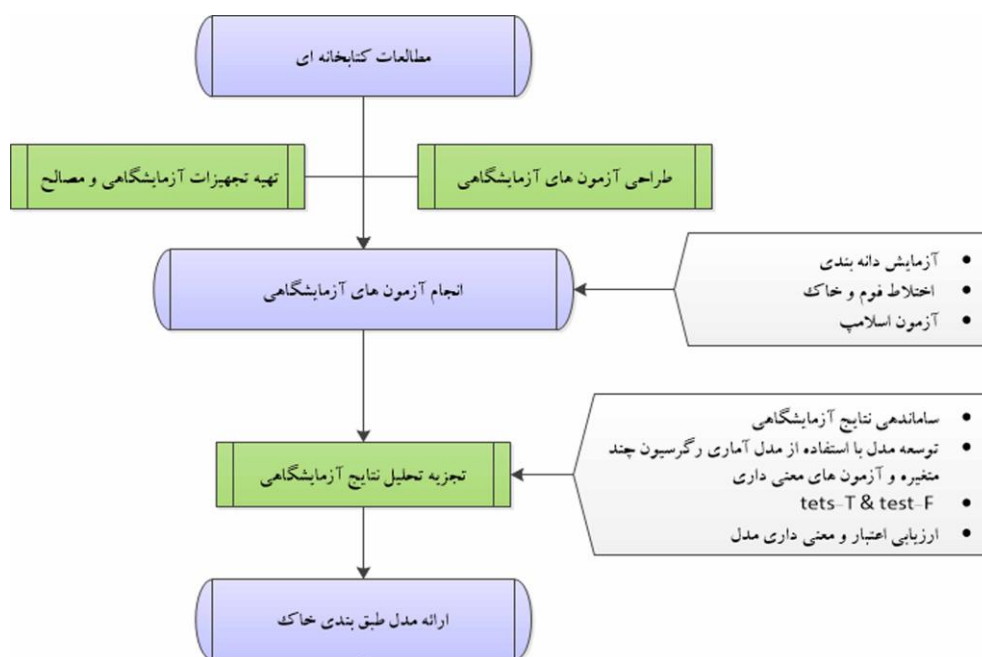 مطالعات کتابخانه ای
طراحی آزمون های آزمایشگاهی
تهیه تجهیزات آزمایشگاهی و مصالح
انجام آزمون های آزمایشگاهی
● آزمایش دانه بندی
● اختلاط فوم و خاک
● آزمون اسلامپ
تجزیه تحلیل نتایج آزمایشگاهی
● ساماندهی نتایج آزمایشگاهی
● توسعه مدل با استفاده از مدل آماری رگرسیون چند
متغیره و آزمون های معنی داری
● tets-T & test-F
● ارزیابی اعتبار و معنی داری مدل
ارائه مدل طبق بندی خاک